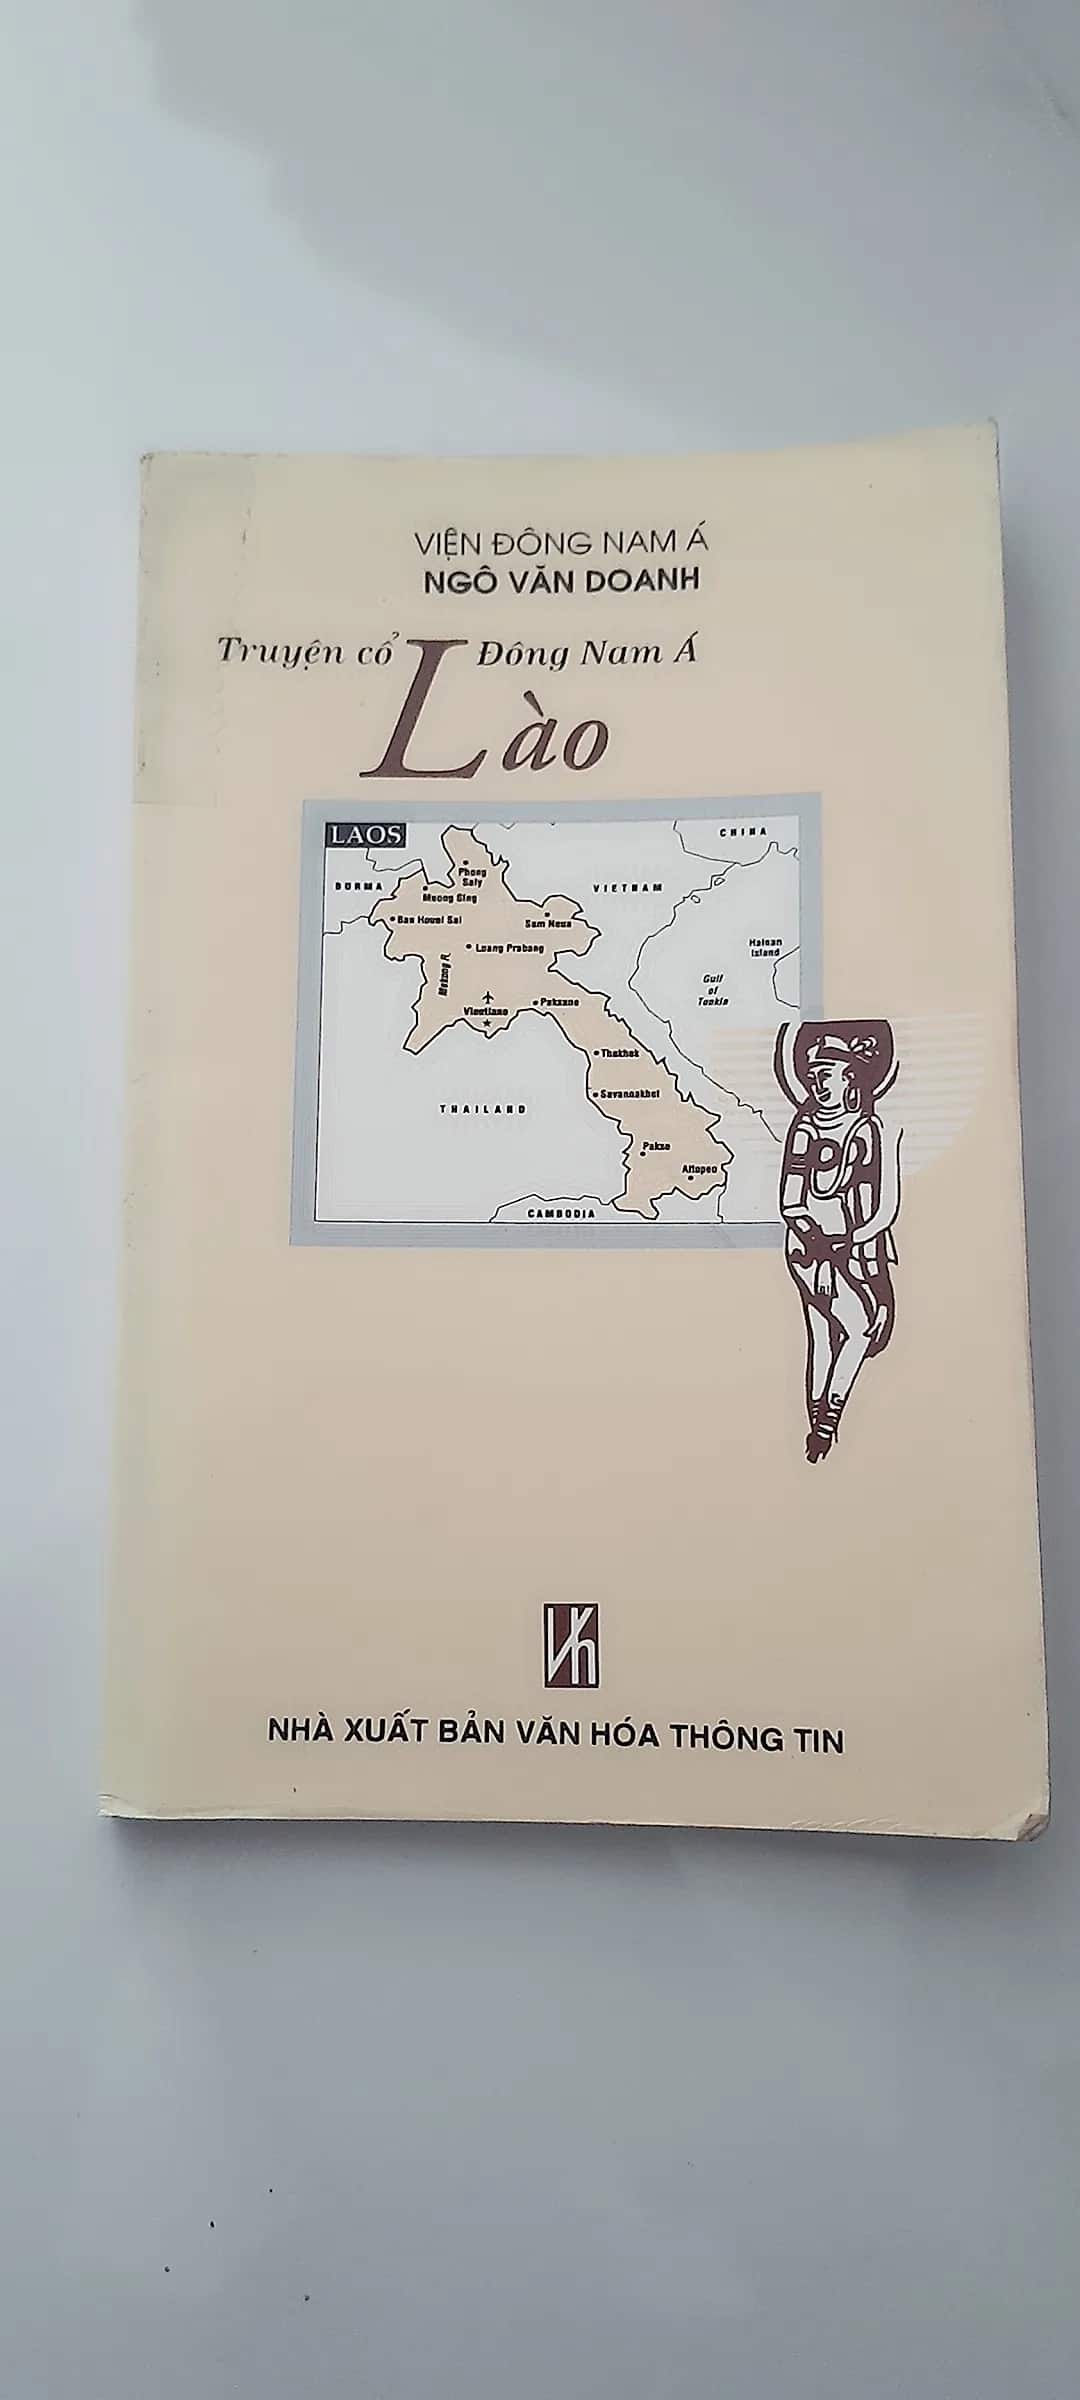 VIỆN ĐÔNG NAM Á
NGÔ VĂN DOANH
Truyện cổ Đông Nam Á
Lào
LAOS
CHINA
BURMA
VIETNAM
Phong
Saly
Muong Sing
Ban Houei Sai
Sam Neua
Luang Prabang
Hainan
Island
Mekong R.
Gulf
of
Tonkin
Vientiane
Paksane
Thakhek
Savannakhet
THAILAND
Pakse
Attopeu
CAMBODIA
Vh
NHÀ XUẤT BẢN VĂN HÓA THÔNG TIN